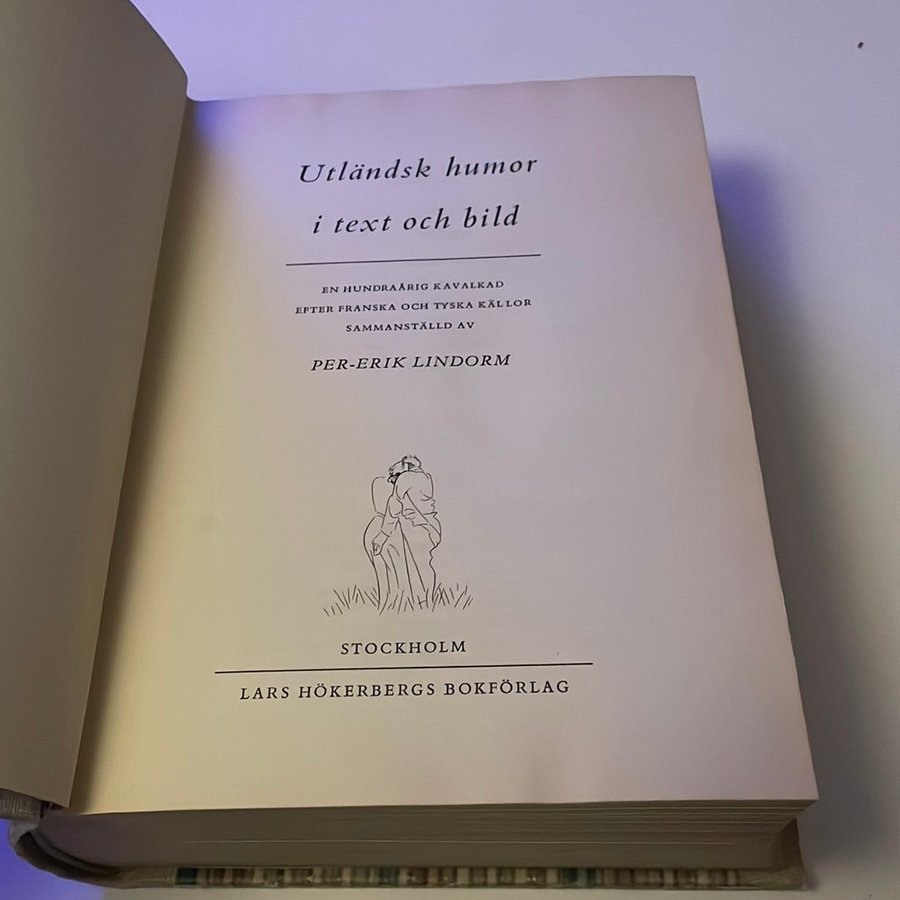 Utländsk humor
i text och bild
EN HUNDRAÅRIG KAVALKAD
EFTER FRANSKA OCH TYSKA KÄLLOR
SAMMANSTÄLLD AV
PER-ERIK LINDORM
STOCKHOLM
LARS HÖKERBERGS BOKFÖRLAG